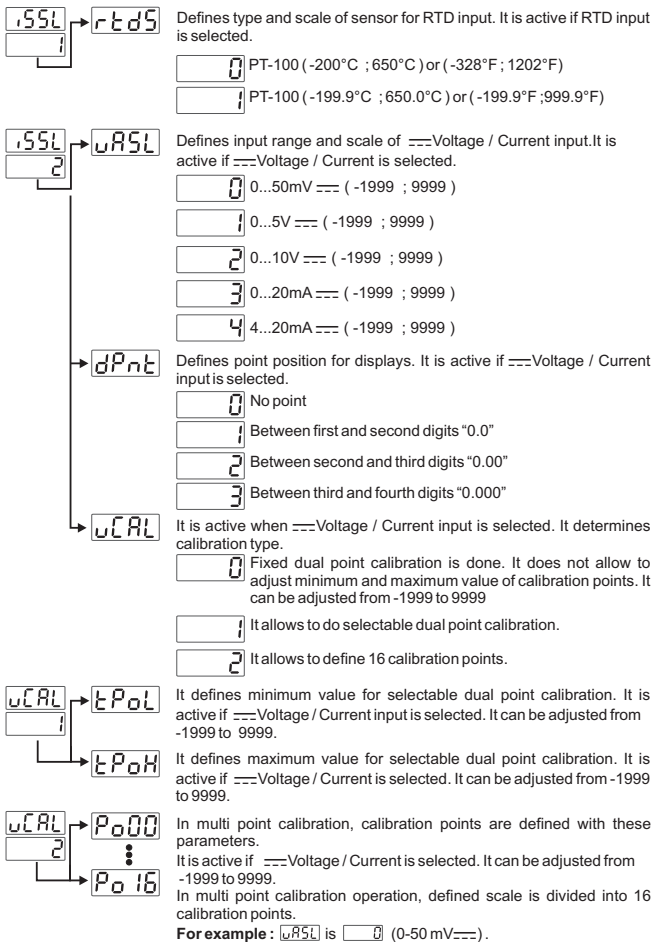 iSSL rtdS Defines type and scale of sensor for RTD input. It is active if RTD input
1 is selected.
0 PT-100 ( -200°C ; 650°C ) or ( -328°F ; 1202°F)
1 PT-100 ( -199.9°C ; 650.0°C ) or ( -199.9°F ;999.9°F)
iSSL uASL Defines input range and scale of ⎓Voltage / Current input.It is
2 active if ⎓Voltage / Current is selected.
0 0...50mV ⎓ ( -1999 ; 9999 )
1 0...5V ⎓ ( -1999 ; 9999 )
2 0...10V ⎓ ( -1999 ; 9999 )
3 0...20mA ⎓ ( -1999 ; 9999 )
4 4...20mA ⎓ ( -1999 ; 9999 )
dPnt Defines point position for displays. It is active if ⎓Voltage / Current
input is selected.
0 No point
1 Between first and second digits “0.0”
2 Between second and third digits “0.00”
3 Between third and fourth digits “0.000”
uCAL It is active when ⎓Voltage / Current input is selected. It determines
calibration type.
0 Fixed dual point calibration is done. It does not allow to
adjust minimum and maximum value of calibration points. It
can be adjusted from -1999 to 9999
1 It allows to do selectable dual point calibration.
2 It allows to define 16 calibration points.
uCAL tPoL It defines minimum value for selectable dual point calibration. It is
1 active if ⎓Voltage / Current input is selected. It can be adjusted from
-1999 to 9999.
tPoH It defines maximum value for selectable dual point calibration. It is
active if ⎓Voltage / Current is selected. It can be adjusted from -1999
to 9999.
uCAL Po00 In multi point calibration, calibration points are defined with these
2 parameters.
It is active if ⎓Voltage / Current is selected. It can be adjusted from
Po16 -1999 to 9999.
In multi point calibration operation, defined scale is divided into 16
calibration points.
For example : uASL is 0 (0-50 mV⎓) .